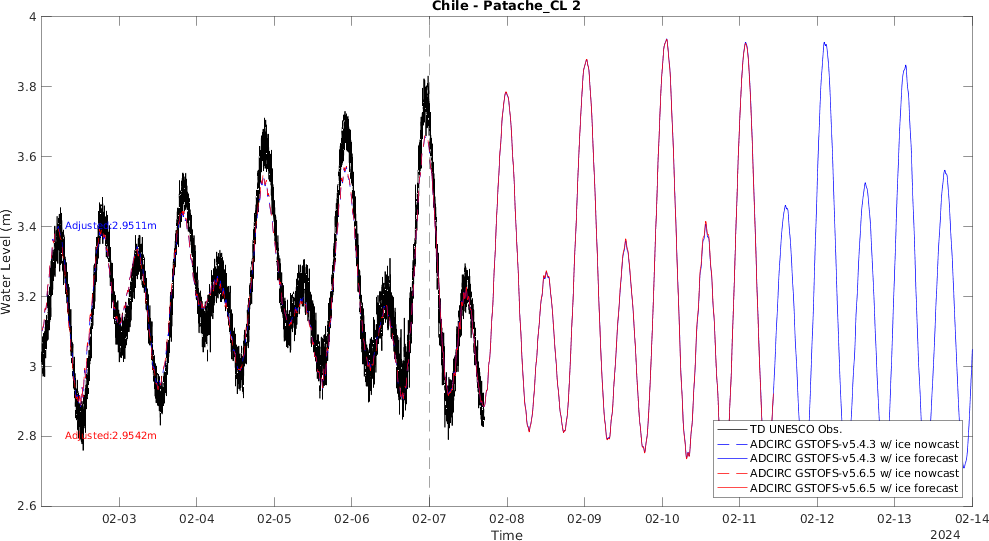 Chile - Patache_CL 2
Water Level (m)
4
3.8
3.6
3.4
3.2
3
2.8
2.6
Adjusted:2.9511m
Adjusted:2.9542m
TD UNESCO Obs.
ADCIRC GSTOFS-v5.4.3 w/ ice nowcast
ADCIRC GSTOFS-v5.4.3 w/ ice forecast
ADCIRC GSTOFS-v5.6.5 w/ ice nowcast
ADCIRC GSTOFS-v5.6.5 w/ ice forecast
02-03 02-04 02-05 02-06 02-07 02-08 02-09 02-10 02-11 02-12 02-13 02-14
Time
2024